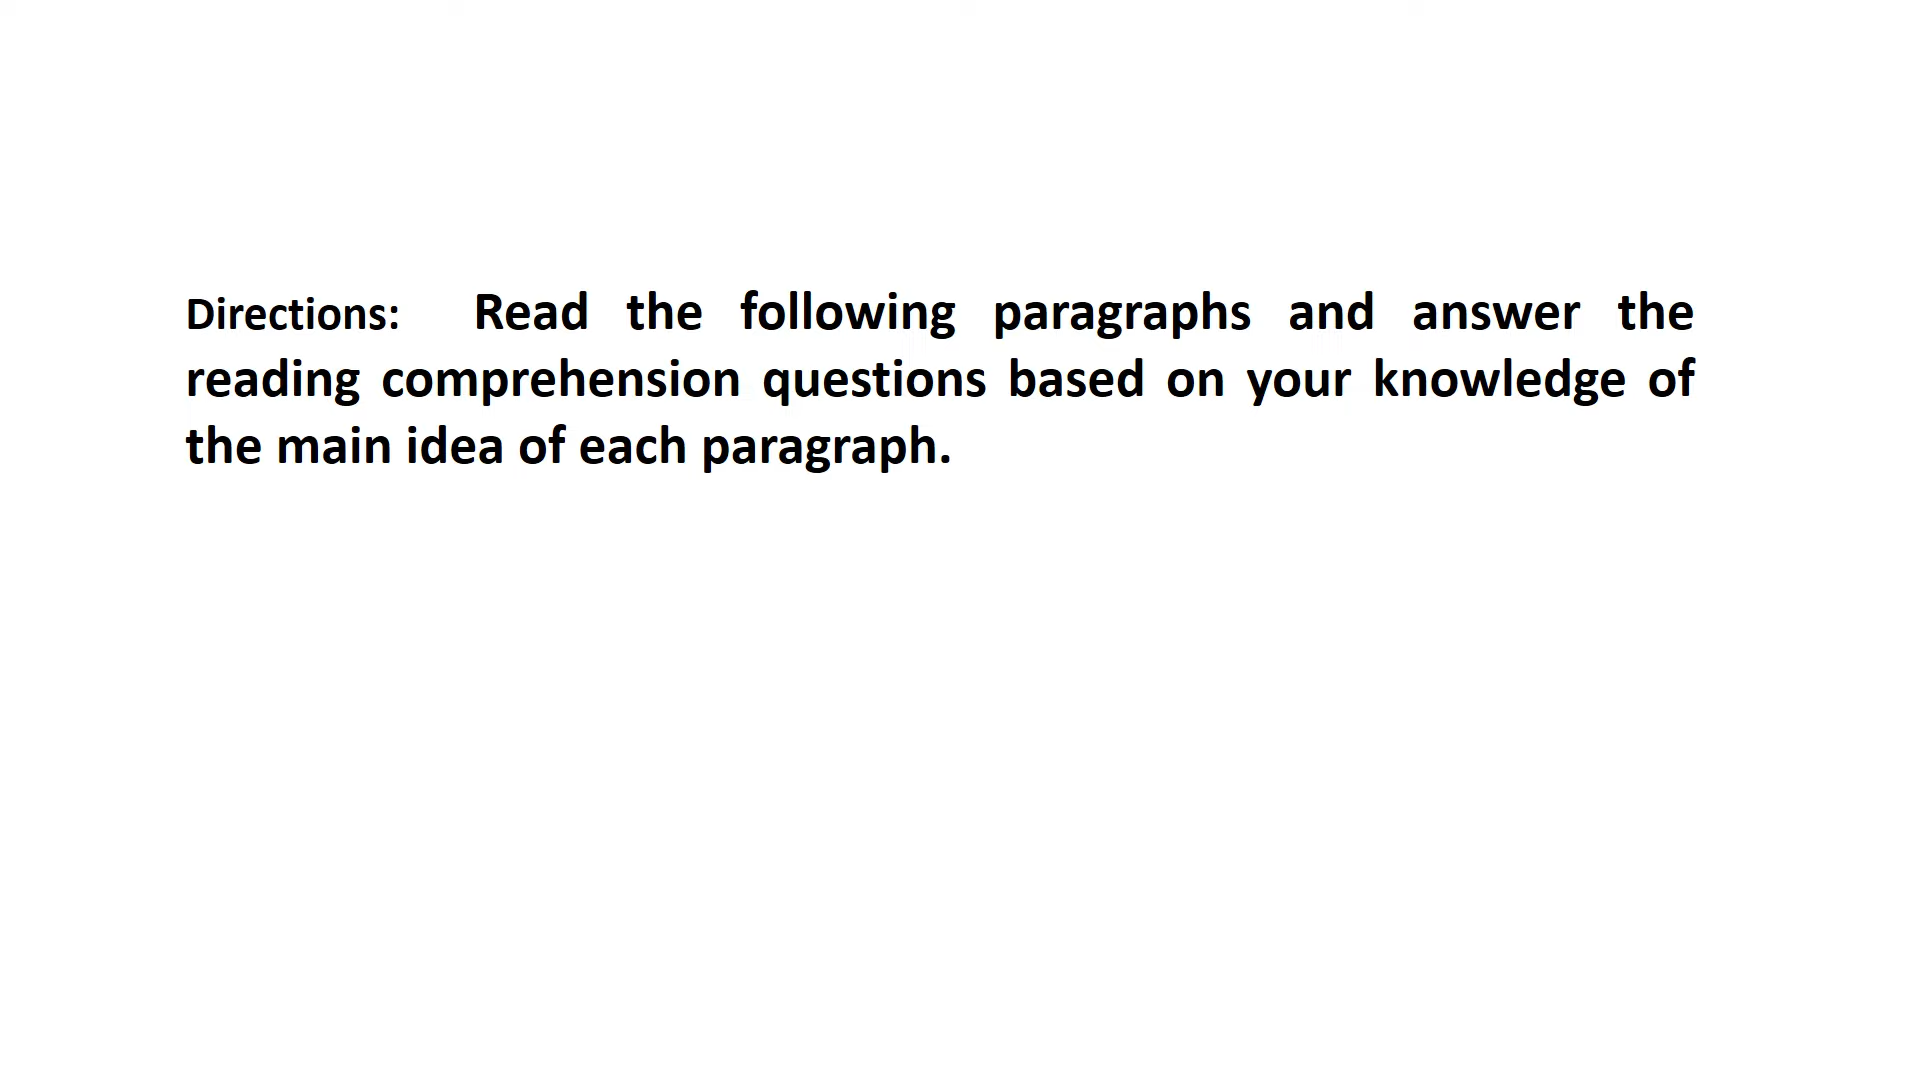 Directions: Read the following paragraphs and answer the
reading comprehension questions based on your knowledge of
the main idea of each paragraph.